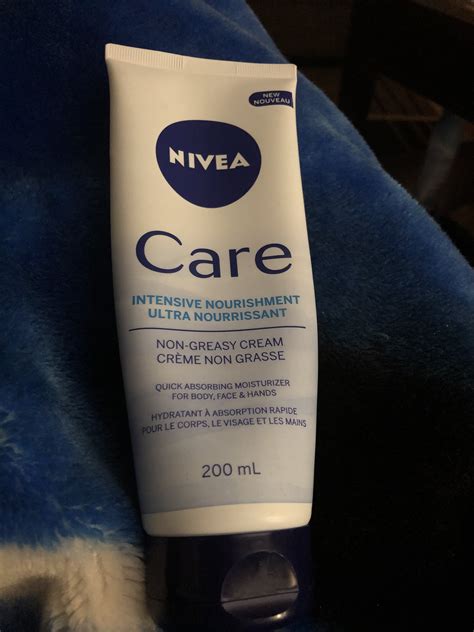 NEW
NOUVEAU
NIVEA
Care
INTENSIVE NOURISHMENT
ULTRA NOURRISSANT
NON-GREASY CREAM
CRÈME NON GRASSE
QUICK ABSORBING MOISTURIZER
FOR BODY, FACE & HANDS
HYDRATANT À ABSORPTION RAPIDE
POUR LE CORPS, LE VISAGE ET LES MAINS
200 mL